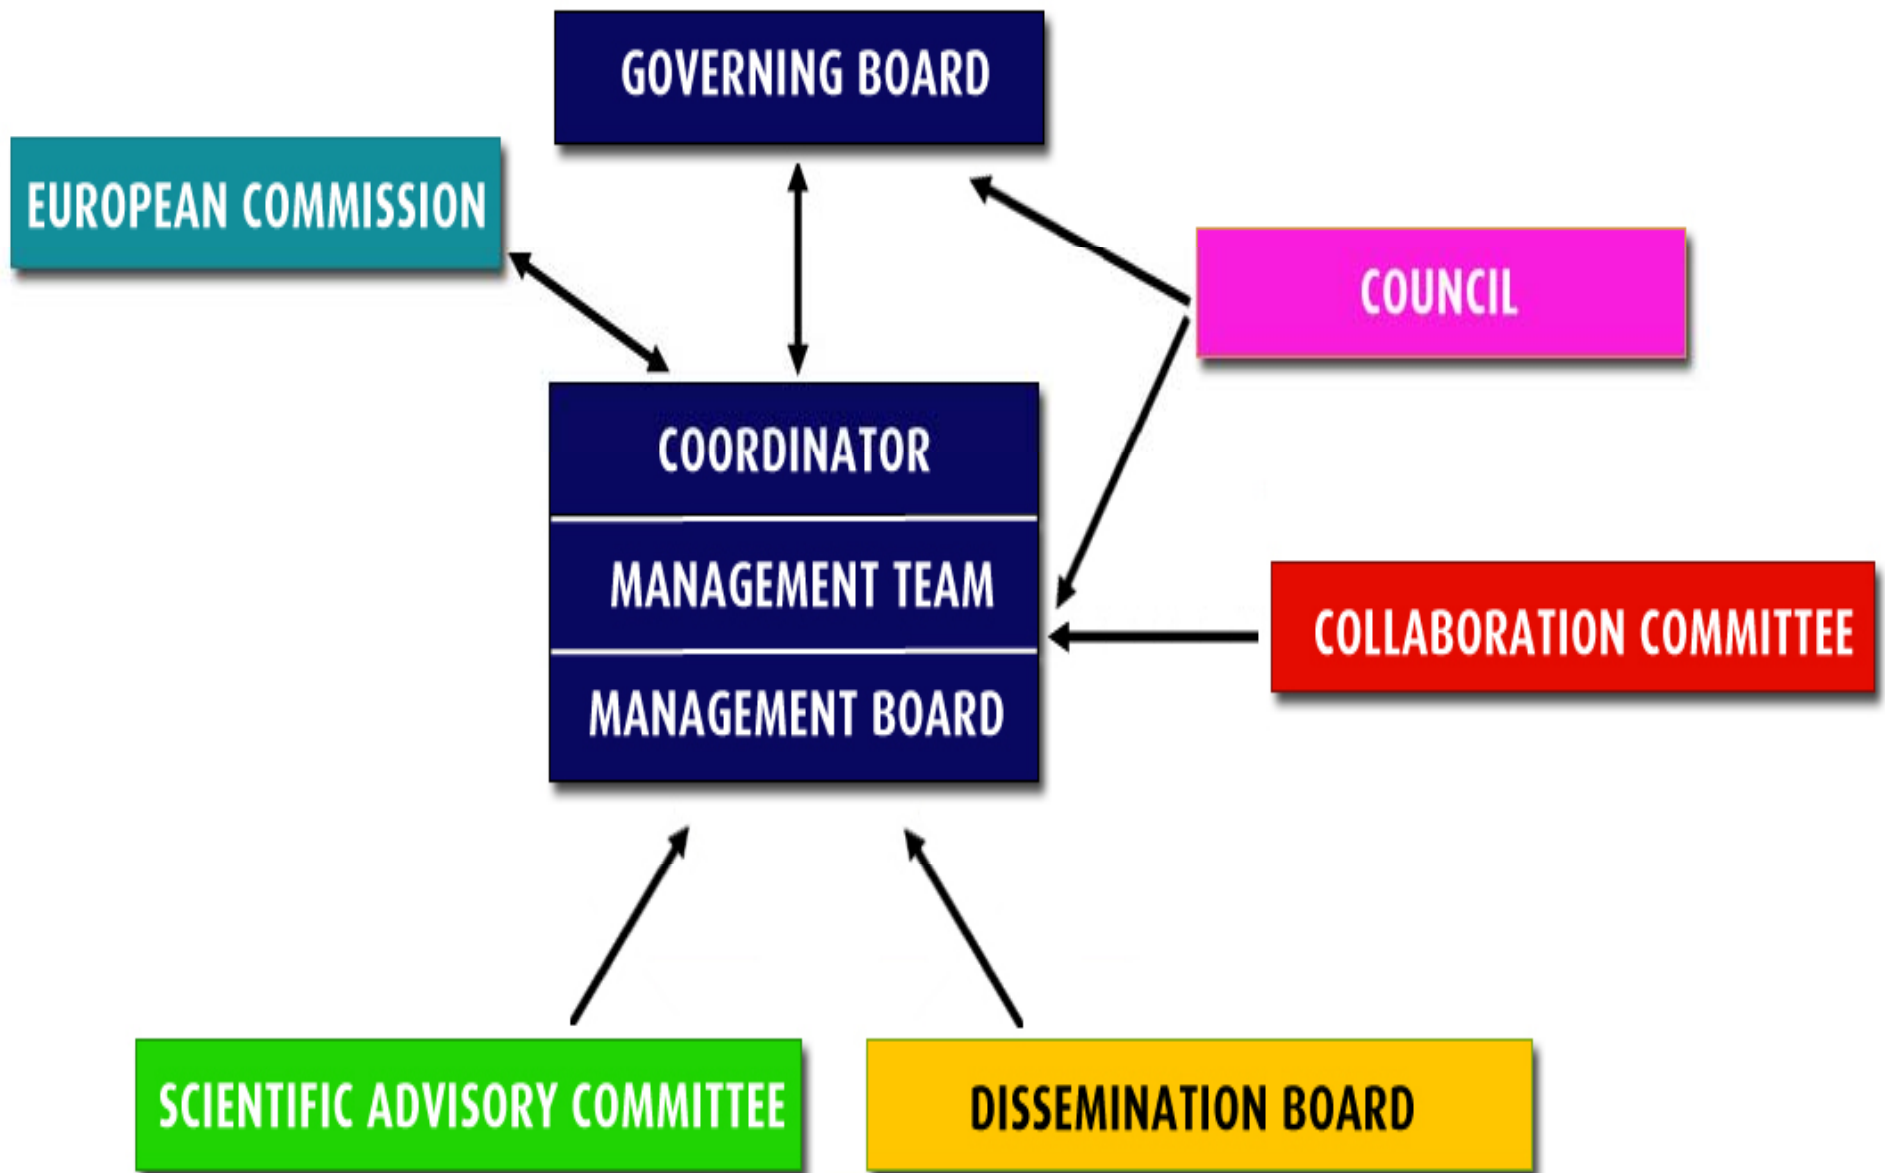 GOVERNING BOARD
EUROPEAN COMMISSION
COUNCIL
COORDINATOR
MANAGEMENT TEAM
COLLABORATION COMMITTEE
MANAGEMENT BOARD
SCIENTIFIC ADVISORY COMMITTEE
DISSEMINATION BOARD